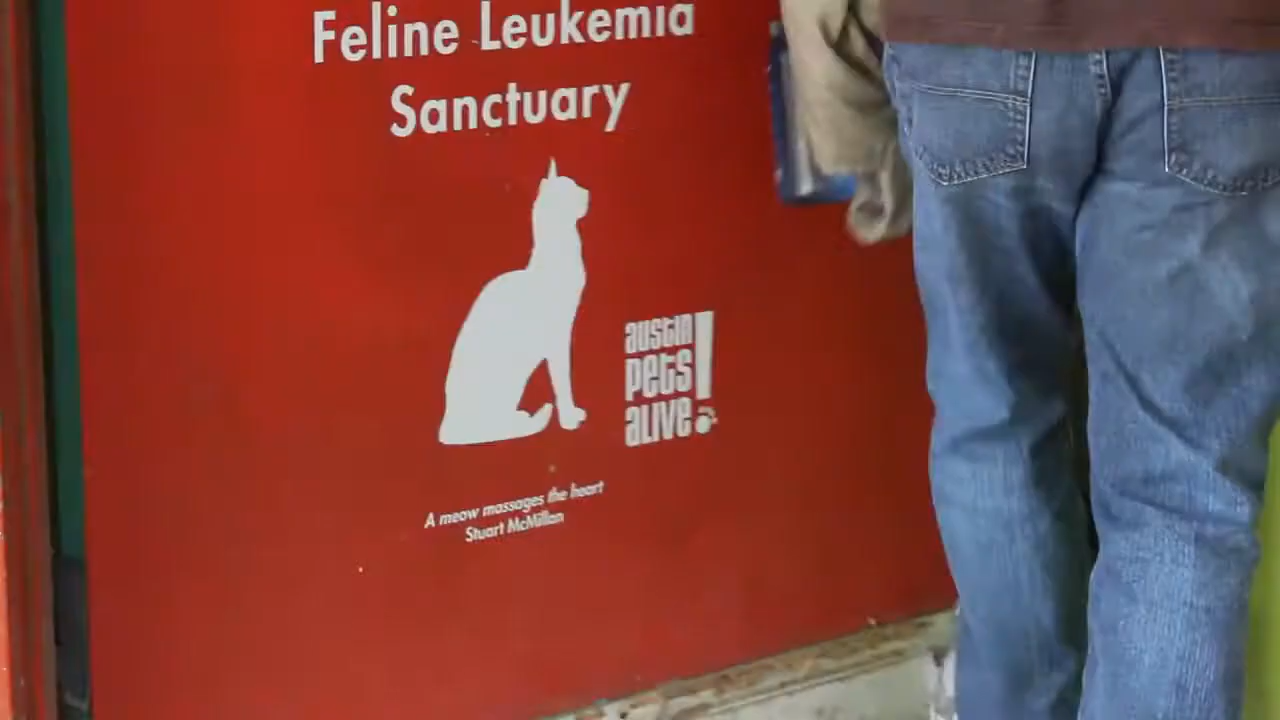 Feline Leukemia
Sanctuary
austin
pets
alive!
A meow massages the heart
Stuart McMillan